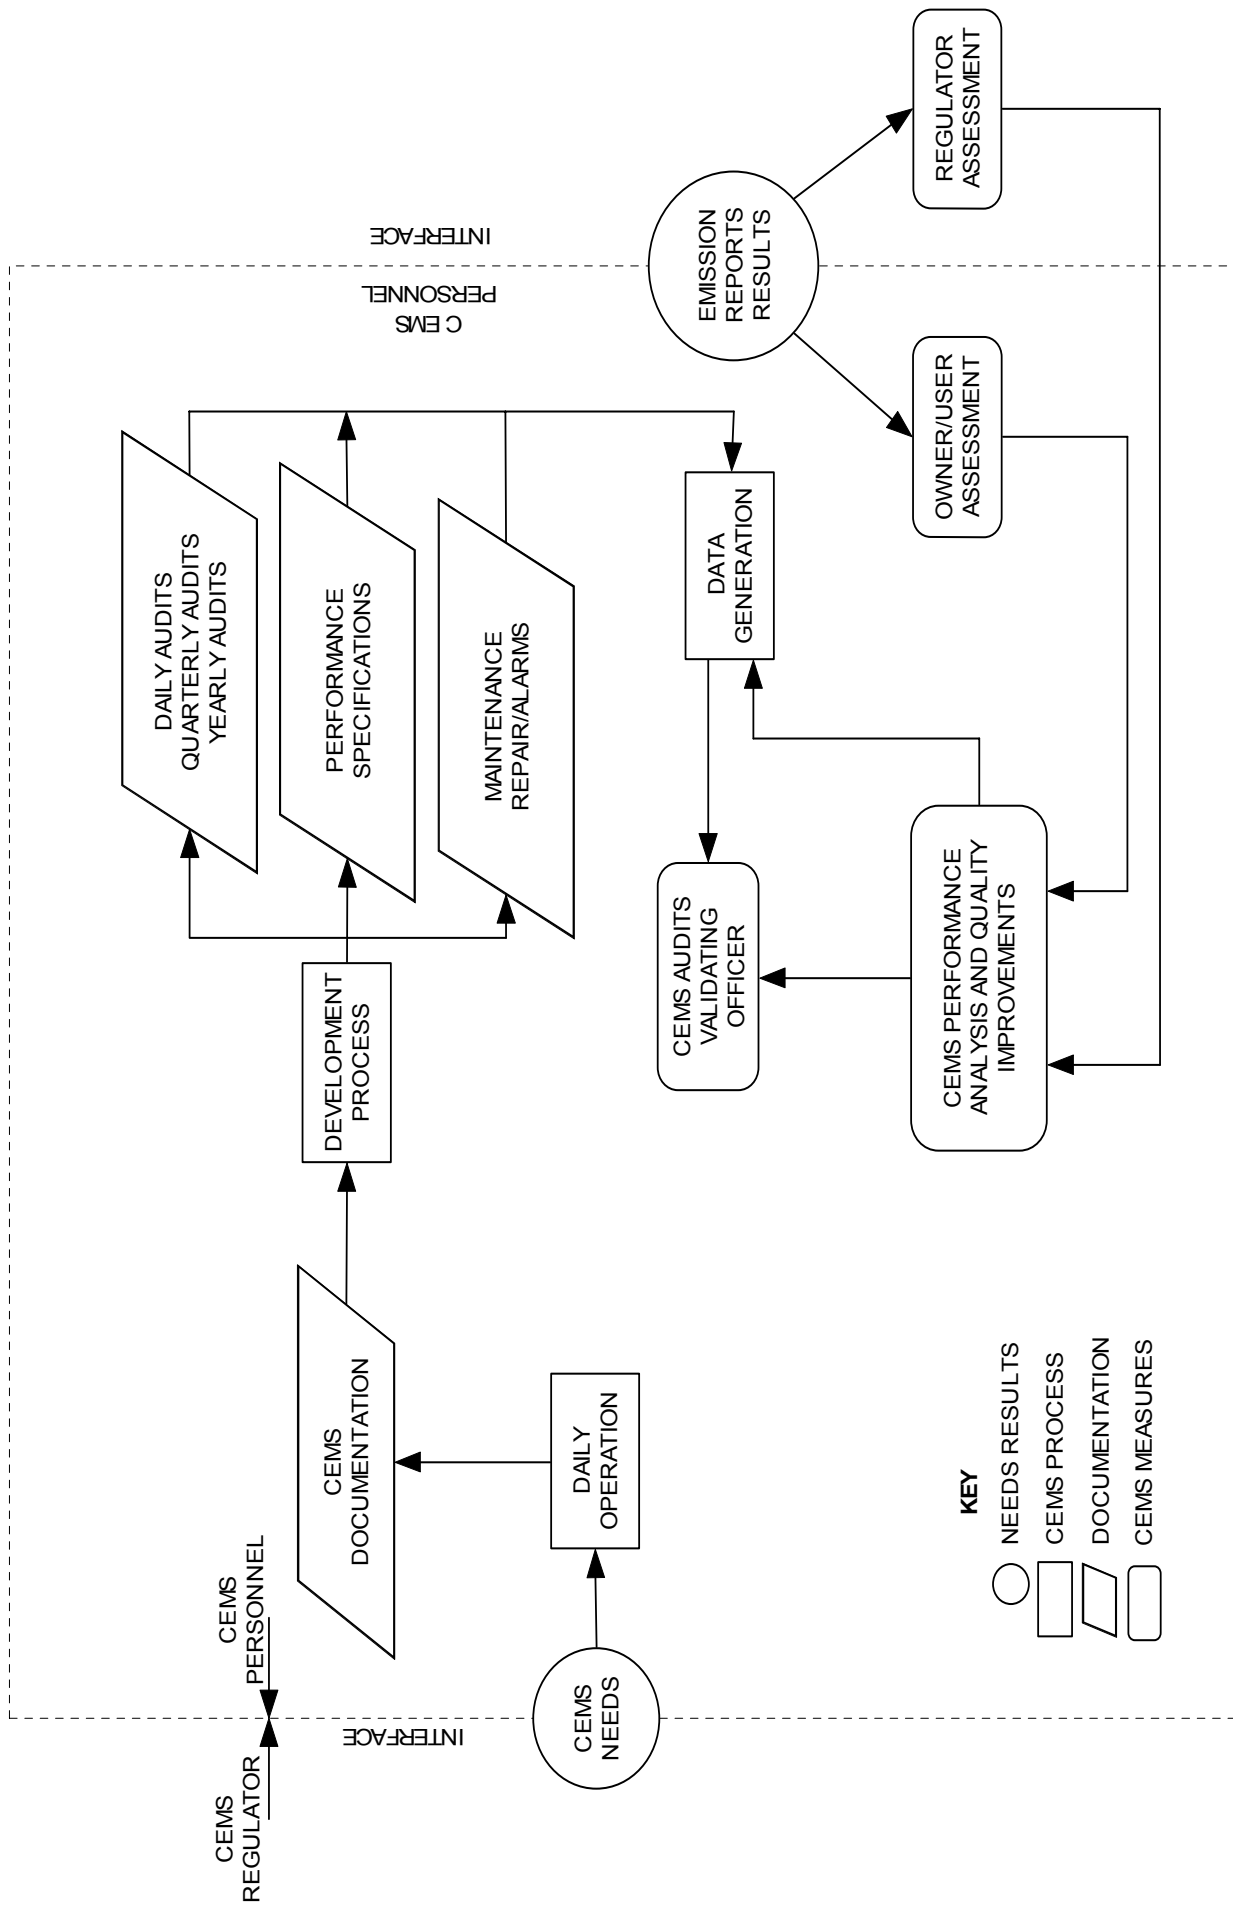 CEMS
REGULATOR
CEMS
PERSONNEL
INTERFACE
CEMS
NEEDS
DAILY
OPERATION
CEMS
DOCUMENTATION
DEVELOPMENT
PROCESS
DAILY AUDITS
QUARTERLY AUDITS
YEARLY AUDITS
PERFORMANCE
SPECIFICATIONS
MAINTENANCE
REPAIR/ALARMS
C EMS
PERSONNEL
INTERFACE
DATA
GENERATION
CEMS AUDITS
VALIDATING
OFFICER
EMISSION
REPORTS
RESULTS
OWNER/USER
ASSESSMENT
REGULATOR
ASSESSMENT
CEMS PERFORMANCE
ANALYSIS AND QUALITY
IMPROVEMENTS
KEY
NEEDS RESULTS
CEMS PROCESS
DOCUMENTATION
CEMS MEASURES